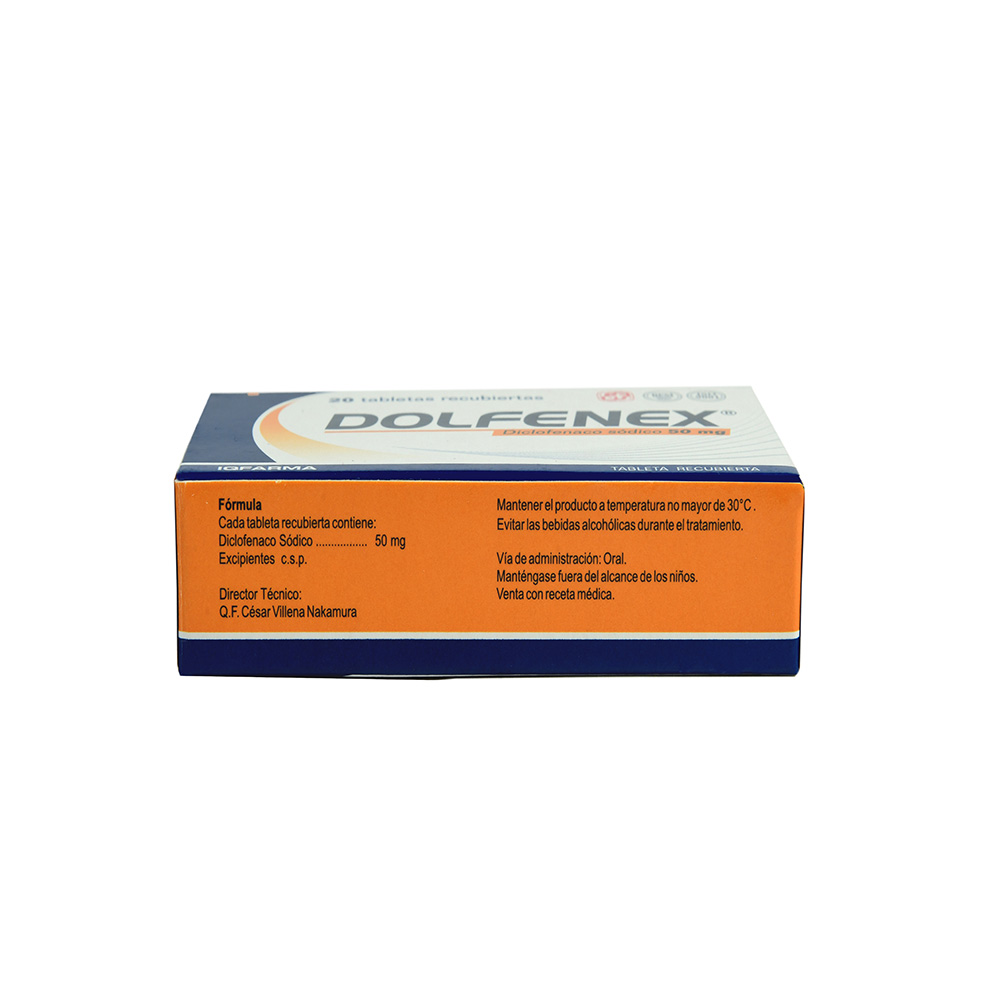 20 tabletas recubiertas
DOLFENEX®
Diclofenaco sódico 50 mg
IQFARMA
TABLETA RECUBIERTA
Fórmula
Cada tableta recubierta contiene:
Diclofenaco Sódico ................. 50 mg
Excipientes c.s.p.
Director Técnico:
Q.F. César Villena Nakamura
Mantener el producto a temperatura no mayor de 30°C .
Evitar las bebidas alcohólicas durante el tratamiento.
Vía de administración: Oral.
Manténgase fuera del alcance de los niños.
Venta con receta médica.